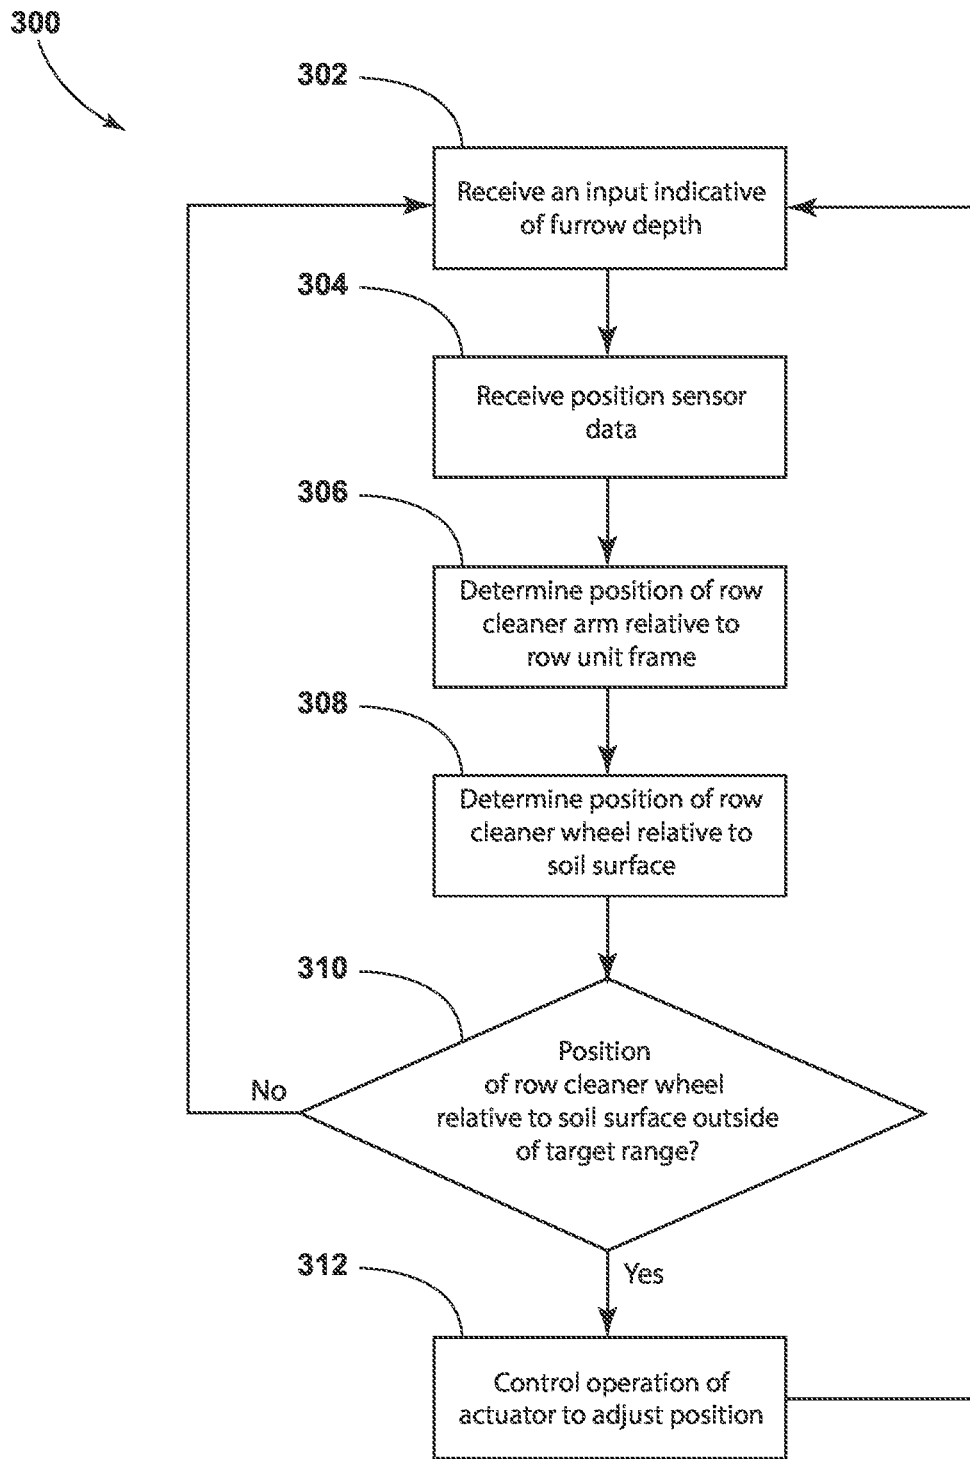 300
302
Receive an input indicative
of furrow depth
304
Receive position sensor
data
306
Determine position of row
cleaner arm relative to
row unit frame
308
Determine position of row
cleaner wheel relative to
soil surface
310
Position
of row cleaner wheel
relative to soil surface outside
of target range?
No
Yes
312
Control operation of
actuator to adjust position